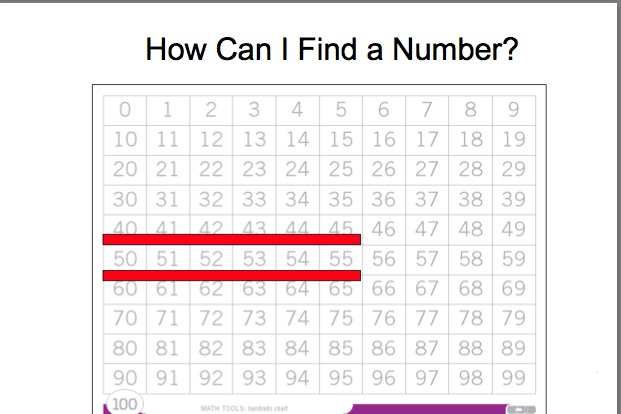 How Can I Find a Number?
0 1 2 3 4 5 6 7 8 9
10 11 12 13 14 15 16 17 18 19
20 21 22 23 24 25 26 27 28 29
30 31 32 33 34 35 36 37 38 39
40 41 42 43 44 45 46 47 48 49
50 51 52 53 54 55 56 57 58 59
60 61 62 63 64 65 66 67 68 69
70 71 72 73 74 75 76 77 78 79
80 81 82 83 84 85 86 87 88 89
90 91 92 93 94 95 96 97 98 99
100
MATH TOOLS: hundreds chart